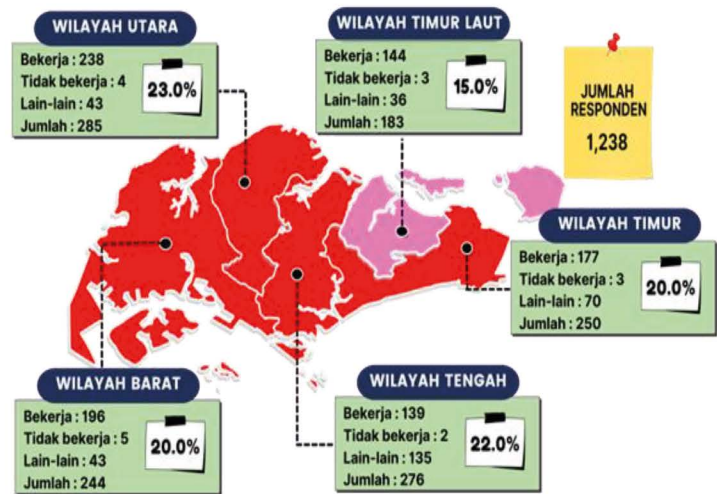 WILAYAH UTARA
Bekerja : 238
Tidak bekerja : 4
Lain-lain : 43
Jumlah : 285
23.0%
WILAYAH TIMUR LAUT
Bekerja : 144
Tidak bekerja : 3
Lain-lain : 36
Jumlah : 183
15.0%
JUMLAH
RESPONDEN
1,238
WILAYAH TIMUR
Bekerja : 177
Tidak bekerja : 3
Lain-lain : 70
Jumlah : 250
20.0%
WILAYAH BARAT
Bekerja : 196
Tidak bekerja : 5
Lain-lain : 43
Jumlah : 244
20.0%
WILAYAH TENGAH
Bekerja : 139
Tidak bekerja : 2
Lain-lain : 135
Jumlah : 276
22.0%